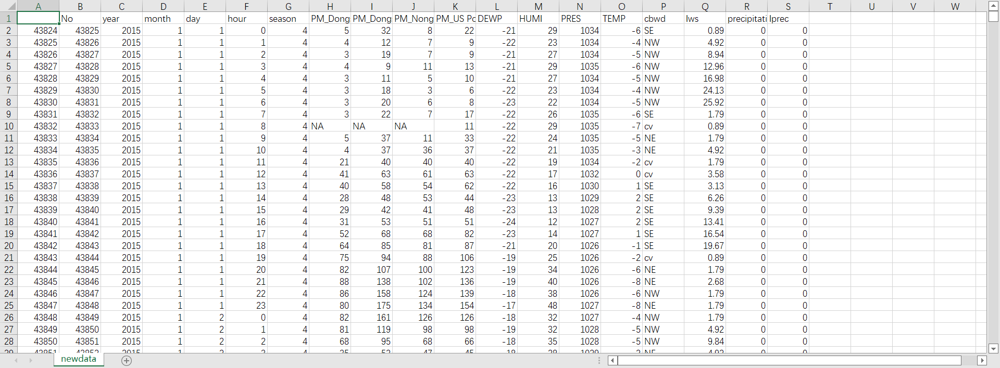 A B C D E F G H I J K L M N O P Q R S T U V W
1 No year month day hour season PM_Dong PM_Dong PM_Nong PM_US Pc DEWP HUMI PRES TEMP cbwd Iws precipitati Iprec
2 43824 43825 2015 1 1 0 4 5 32 8 22 -21 29 1034 -6 SE 0.89 0 0
3 43825 43826 2015 1 1 1 4 4 12 7 9 -22 23 1034 -4 NW 4.92 0 0
4 43826 43827 2015 1 1 2 4 3 19 7 9 -21 27 1034 -5 NW 8.94 0 0
5 43827 43828 2015 1 1 3 4 4 9 11 13 -21 29 1035 -6 NW 12.96 0 0
6 43828 43829 2015 1 1 4 4 3 11 5 10 -21 27 1034 -5 NW 16.98 0 0
7 43829 43830 2015 1 1 5 4 3 18 3 6 -22 23 1034 -4 NW 24.13 0 0
8 43830 43831 2015 1 1 6 4 3 20 6 8 -23 22 1034 -5 NW 25.92 0 0
9 43831 43832 2015 1 1 7 4 3 22 7 17 -22 26 1035 -6 SE 1.79 0 0
10 43832 43833 2015 1 1 8 4 NA NA NA 11 -22 29 1035 -7 cv 0.89 0 0
11 43833 43834 2015 1 1 9 4 5 37 11 33 -22 24 1035 -5 NE 1.79 0 0
12 43834 43835 2015 1 1 10 4 4 37 36 37 -22 21 1035 -3 NE 4.92 0 0
13 43835 43836 2015 1 1 11 4 21 40 40 40 -22 19 1034 -2 cv 1.79 0 0
14 43836 43837 2015 1 1 12 4 41 63 61 63 -22 17 1032 0 cv 3.58 0 0
15 43837 43838 2015 1 1 13 4 40 58 54 62 -22 16 1030 1 SE 3.13 0 0
16 43838 43839 2015 1 1 14 4 28 48 53 44 -23 13 1029 2 SE 6.26 0 0
17 43839 43840 2015 1 1 15 4 29 42 41 48 -23 13 1028 2 SE 9.39 0 0
18 43840 43841 2015 1 1 16 4 31 53 51 51 -24 12 1027 2 SE 13.41 0 0
19 43841 43842 2015 1 1 17 4 52 68 68 82 -23 14 1027 1 SE 16.54 0 0
20 43842 43843 2015 1 1 18 4 64 85 81 87 -21 20 1026 -1 SE 19.67 0 0
21 43843 43844 2015 1 1 19 4 75 94 88 106 -19 25 1026 -2 cv 0.89 0 0
22 43844 43845 2015 1 1 20 4 82 107 100 123 -19 34 1026 -6 NE 1.79 0 0
23 43845 43846 2015 1 1 21 4 88 138 102 136 -19 40 1026 -8 NE 2.68 0 0
24 43846 43847 2015 1 1 22 4 86 158 124 139 -18 38 1026 -6 NW 1.79 0 0
25 43847 43848 2015 1 1 23 4 80 175 134 154 -17 48 1027 -8 NE 1.79 0 0
26 43848 43849 2015 1 2 0 4 82 161 126 126 -18 32 1027 -4 NW 1.79 0 0
27 43849 43850 2015 1 2 1 4 81 119 98 98 -19 32 1028 -5 NW 4.92 0 0
28 43850 43851 2015 1 2 2 4 68 95 68 66 -18 35 1028 -5 NW 9.84 0 0
newdata